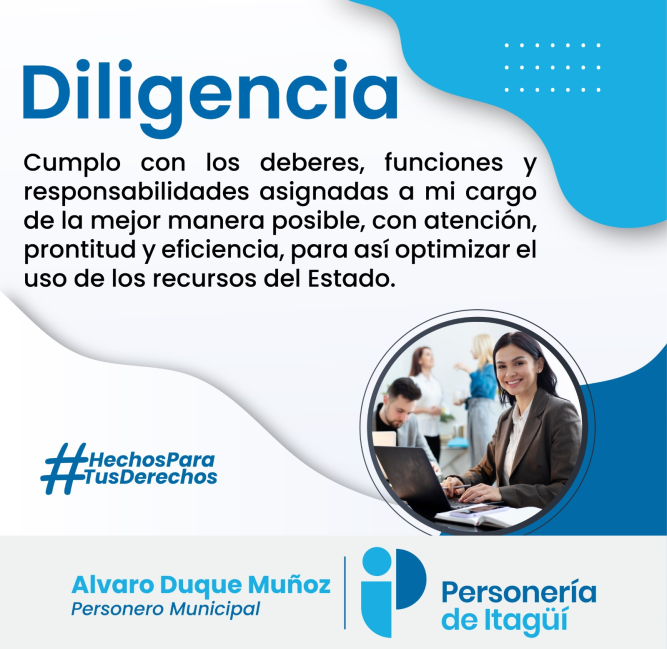 Diligencia
Cumplo con los deberes, funciones y
responsabilidades asignadas a mi cargo
de la mejor manera posible, con atención,
prontitud y eficiencia, para así optimizar el
uso de los recursos del Estado.
#HechosPara
TusDerechos
Alvaro Duque Muñoz
Personero Municipal
Personería
de Itagüí